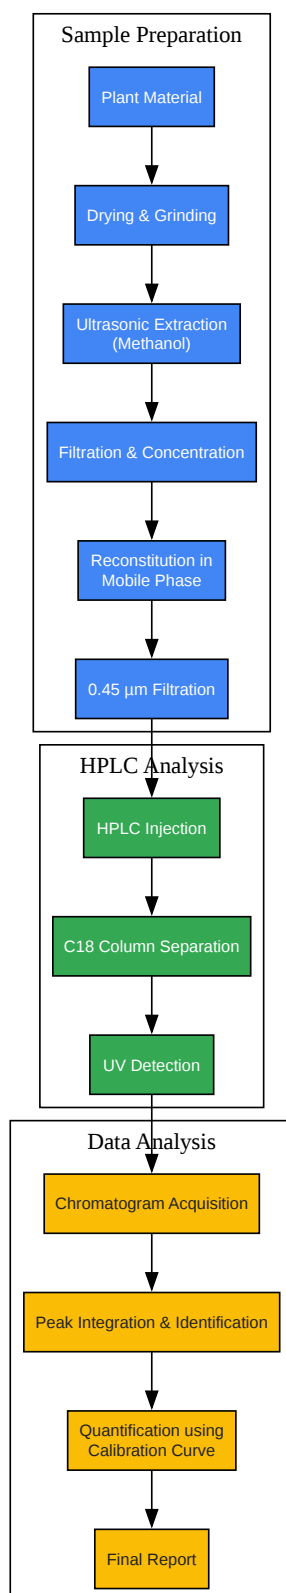 Sample Preparation
Plant Material
Drying & Grinding
Ultrasonic Extraction
(Methanol)
Filtration & Concentration
Reconstitution in
Mobile Phase
0.45 µm Filtration
HPLC Analysis
HPLC Injection
C18 Column Separation
UV Detection
Data Analysis
Chromatogram Acquisition
Peak Integration & Identification
Quantification using
Calibration Curve
Final Report